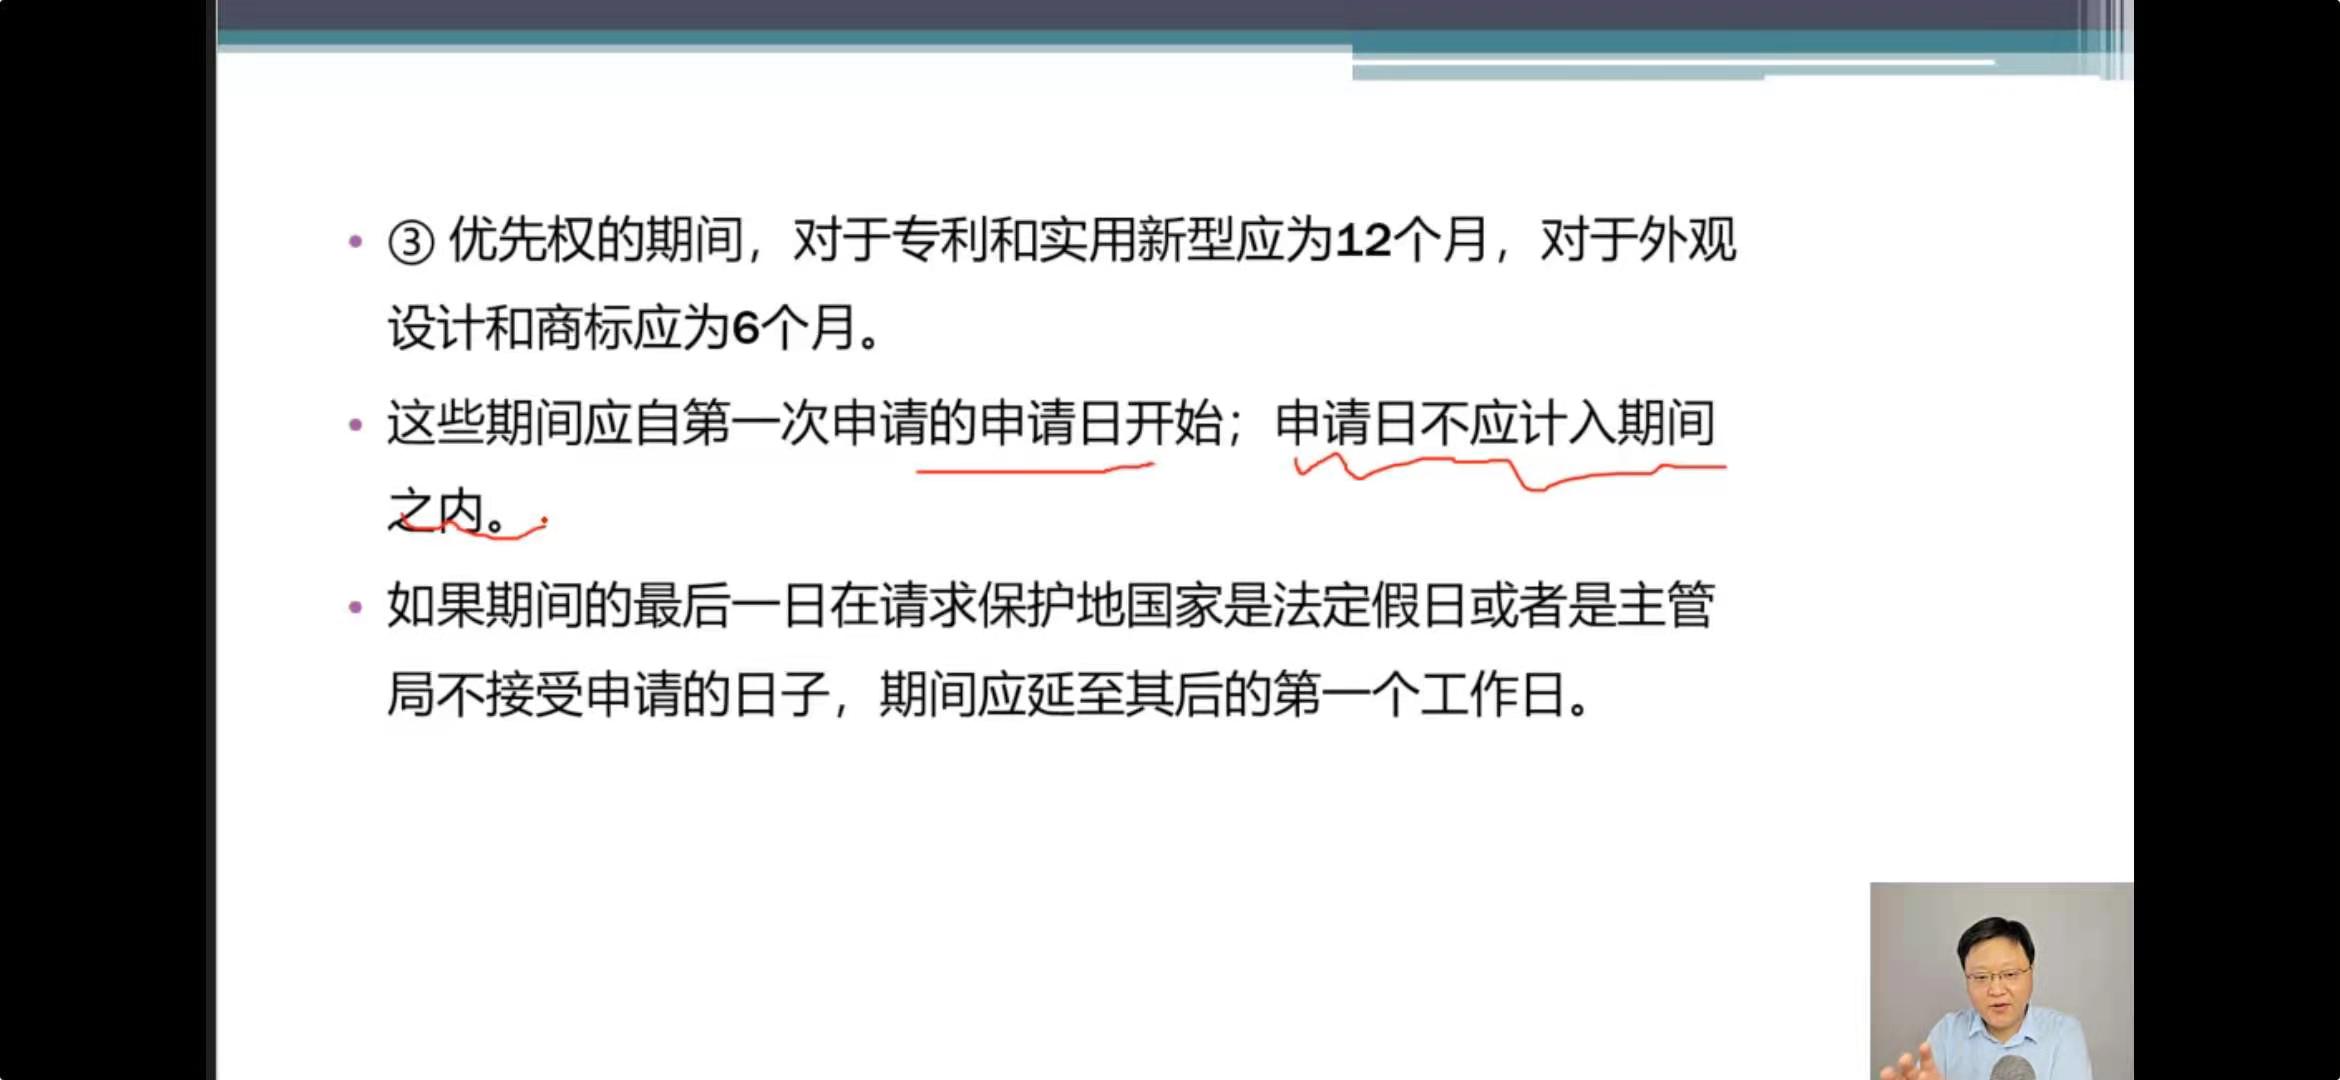 • ③ 优先权的期间，对于专利和实用新型应为12个月，对于外观
设计和商标应为6个月。
• 这些期间应自第一次申请的申请日开始；申请日不应计入期间
之内。
• 如果期间的最后一日在请求保护地国家是法定假日或者是主管
局不接受申请的日子，期间应延至其后的第一个工作日。